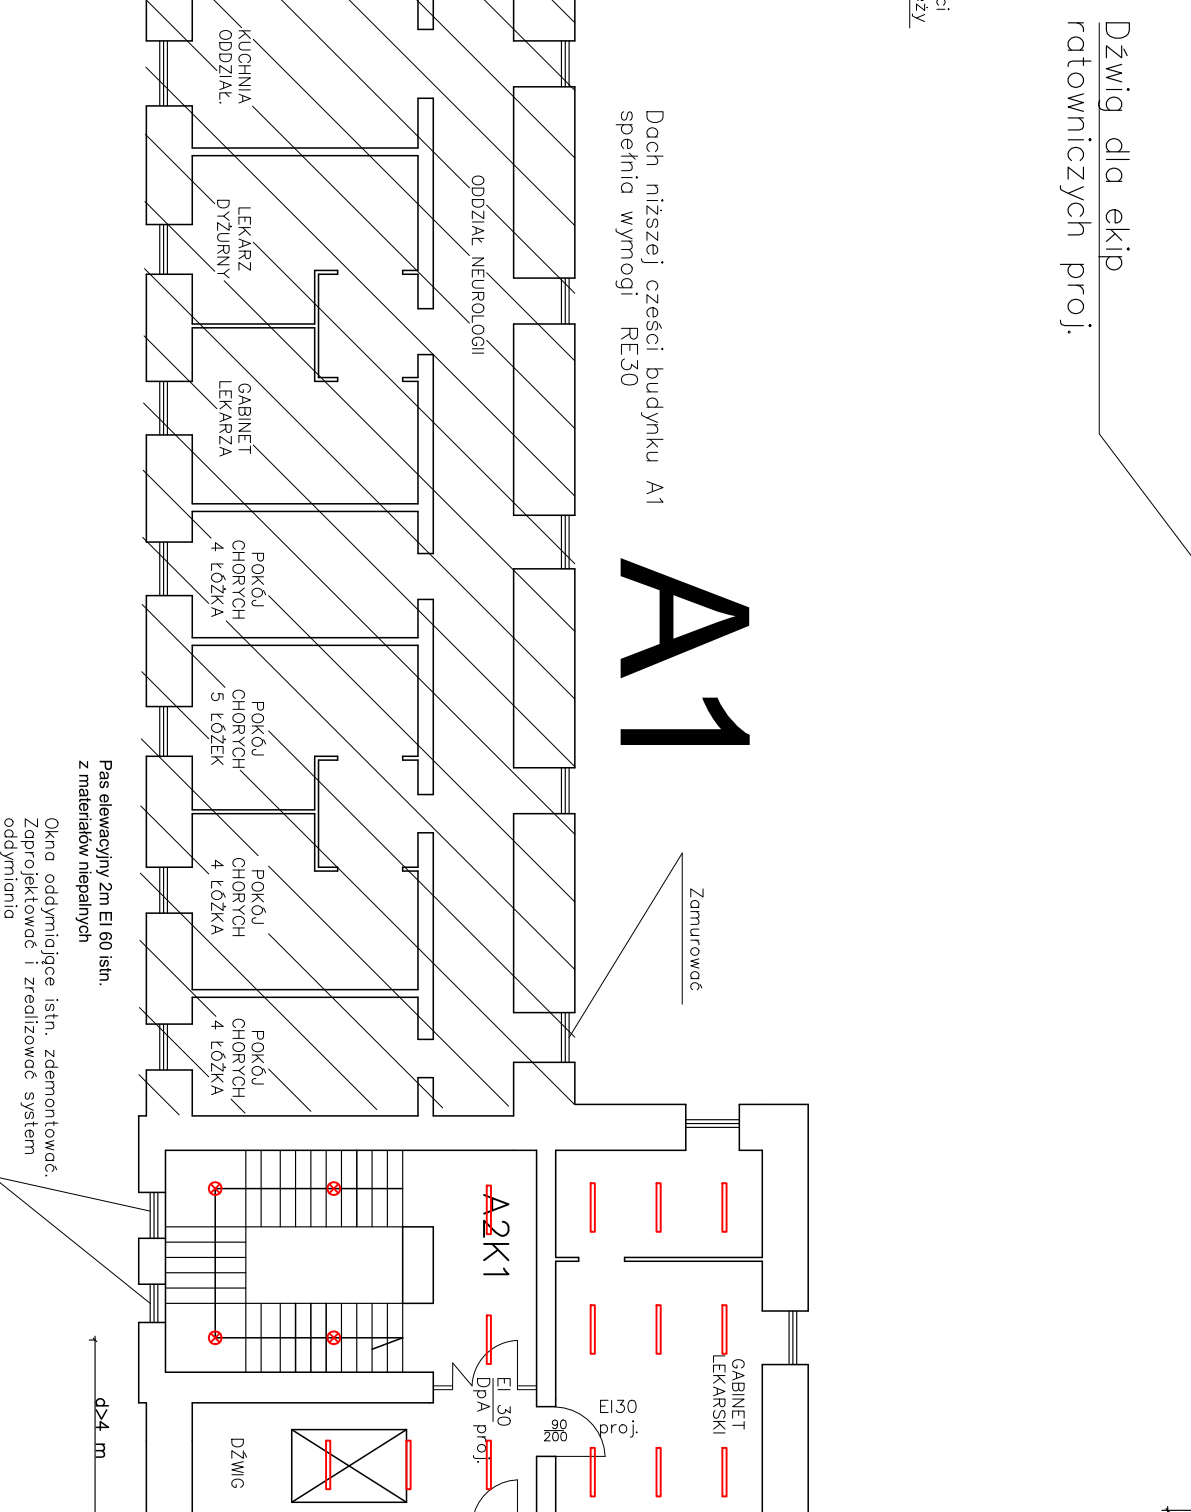 ci
eży
Dźwig dla ekip
ratowniczych proj.
Dach niższej cześci budynku A1
spełnia wymogi RE30
A1
Zamurować
KUCHNIA
ODDZIAŁ.
LEKARZ
DYŻURNY
ODDZIAŁ NEUROLOGII
GABINET
LEKARZA
POKÓJ
CHORYCH
4 ŁÓŻKA
POKÓJ
CHORYCH
5 ŁÓŻEK
POKÓJ
CHORYCH
4 ŁÓŻKA
POKÓJ
CHORYCH
4 ŁÓŻKA
Pas elewacyjny 2m EI 60 istn.
z materiałów niepalnych
Okna oddymiające istn. zdemontować.
Zaprojektować i zrealizować system
oddymiania
A2K1
GABINET
LEKARSKI
EI30
proj.
90
200
EI 30
DpA proj.
DŹWIG
d>4 m